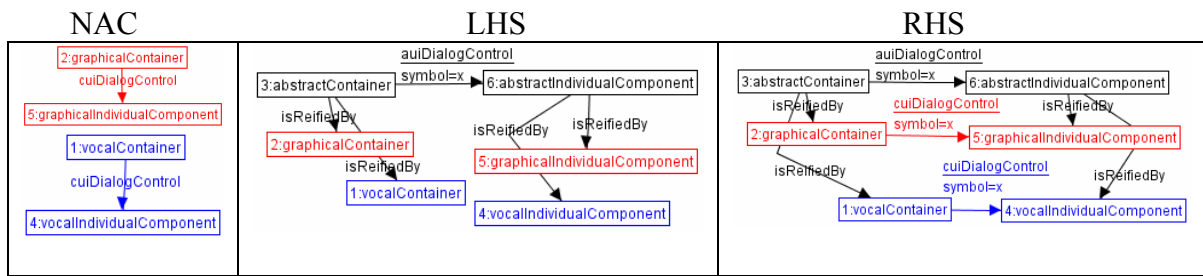 NAC
LHS
RHS
2:graphicalContainer
cuiDialogControl
5:graphicalIndividualComponent
1:vocalContainer
cuiDialogControl
4:vocalIndividualComponent
auiDialogControl
symbol=x
3:abstractContainer
6:abstractIndividualComponent
isReifiedBy
isReifiedBy
2:graphicalContainer
5:graphicalIndividualComponent
isReifiedBy
1:vocalContainer
4:vocalIndividualComponent
auiDialogControl
symbol=x
3:abstractContainer
6:abstractIndividualComponent
isReifiedBy
cuiDialogControl
isReifiedBy
symbol=x
2:graphicalContainer
5:graphicalIndividualComponent
isReifiedBy
cuiDialogControl
isReifiedBy
symbol=x
1:vocalContainer
4:vocalIndividualComponent